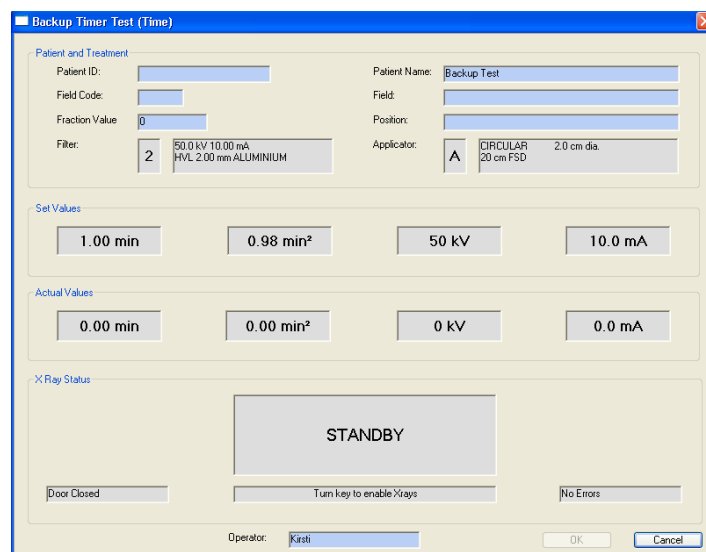 Backup Timer Test (Time)
Patient and Treatment
Patient ID:
Patient Name: Backup Test
Field Code:
Field:
Fraction Value 0
Position:
Filter: 2 50.0 kV 10.00 mA
HVL 2.00 mm ALUMINIUM
Applicator: A CIRCULAR 2.0 cm dia.
20 cm FSD
Set Values
1.00 min 0.98 min² 50 kV 10.0 mA
Actual Values
0.00 min 0.00 min² 0 kV 0.0 mA
X Ray Status
STANDBY
Door Closed Turn key to enable Xrays No Errors
Operator: Kirsti OK Cancel